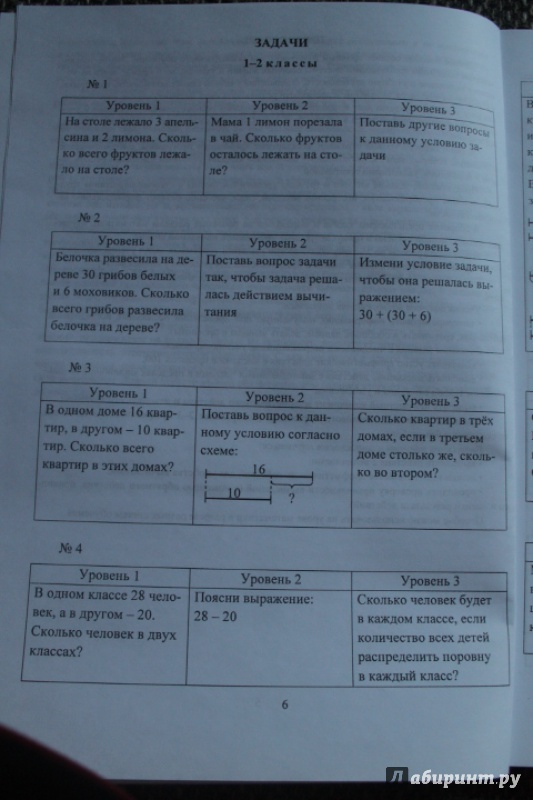 ЗАДАЧИ
1–2 классы
№ 1
Уровень 1
На столе лежало 3 апель-
сина и 2 лимона. Сколь-
ко всего фруктов лежа-
ло на столе?
Уровень 2
Мама 1 лимон порезала
в чай. Сколько фруктов
осталось лежать на сто-
ле?
Уровень 3
Поставь другие вопросы
к данному условию за-
дачи
№ 2
Уровень 1
Белочка развесила на де-
реве 30 грибов белых
и 6 моховиков. Сколько
всего грибов развесила
белочка на дереве?
Уровень 2
Поставь вопрос задачи
так, чтобы задача реша-
лась действием вычи-
тания
Уровень 3
Измени условие задачи,
чтобы она решалась вы-
ражением:
30 + (30 + 6)
№ 3
Уровень 1
В одном доме 16 квар-
тир, в другом – 10 квар-
тир. Сколько всего
квартир в этих домах?
Уровень 2
Поставь вопрос к дан-
ному условию согласно
схеме:
16
10
?
Уровень 3
Сколько квартир в трёх
домах, если в третьем
доме столько же, сколь-
ко во втором?
№ 4
Уровень 1
В одном классе 28 чело-
век, а в другом – 20.
Сколько человек в двух
классах?
Уровень 2
Поясни выражение:
28 – 20
Уровень 3
Сколько человек будет
в каждом классе, если
количество всех детей
распределить поровну
в каждый класс?
6
лабиринт.ру